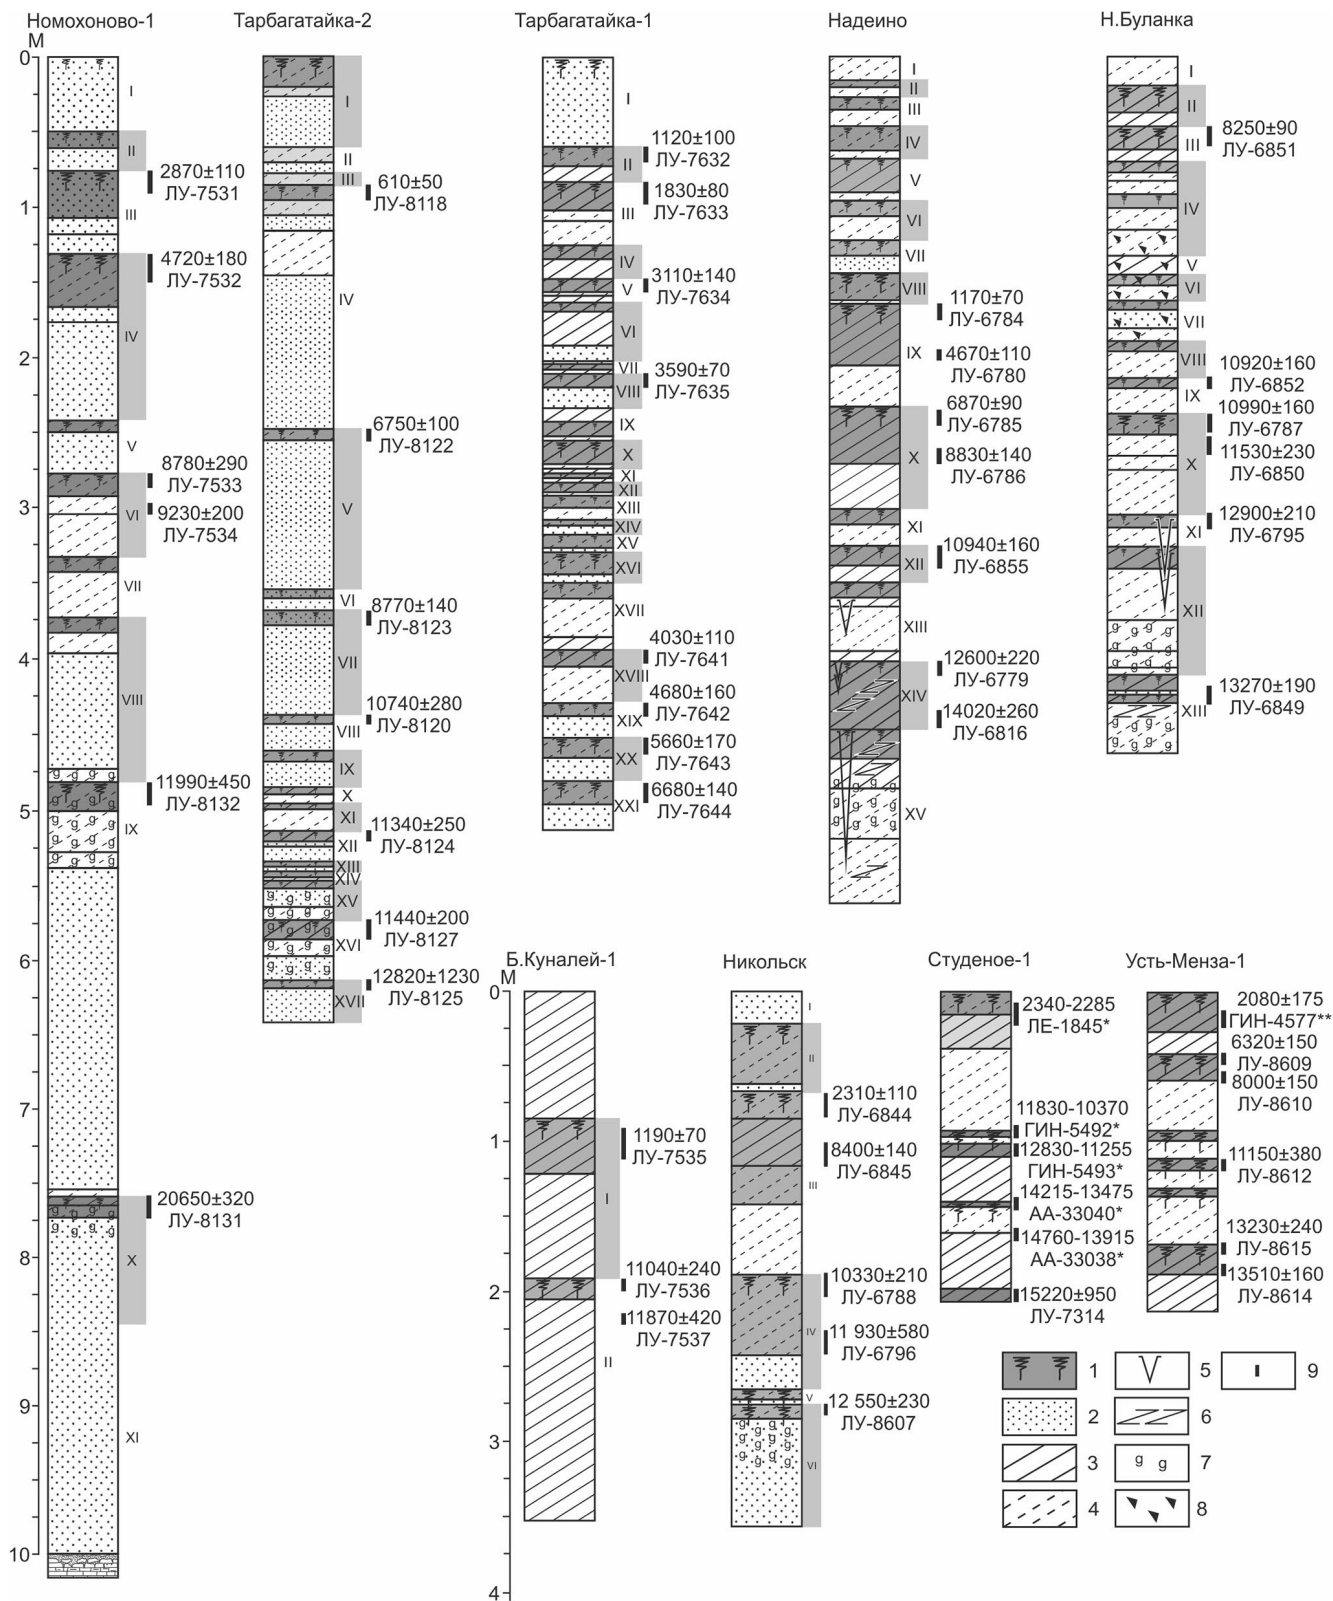 Номохоново-1
Тарбагатайка-2
Тарбагатайка-1
Надеино
Н.Буланка
М
0
1
2
3
4
5
6
7
8
9
10
I
II
2870±110
ЛУ-7531
III
4720±180
ЛУ-7532
IV
V
8780±290
ЛУ-7533
VI
9230±200
ЛУ-7534
VII
VIII
11990±450
ЛУ-8132
IX
20650±320
ЛУ-8131
X
XI
I
II
III
610±50
ЛУ-8118
IV
6750±100
ЛУ-8122
V
VI
8770±140
ЛУ-8123
VII
10740±280
ЛУ-8120
VIII
IX
X
XI
11340±250
ЛУ-8124
XII
XIII
XIV
XV
11440±200
ЛУ-8127
XVI
12820±1230
ЛУ-8125
XVII
I
1120±100
ЛУ-7632
II
1830±80
ЛУ-7633
III
IV
3110±140
ЛУ-7634
V
VI
VII
3590±70
ЛУ-7635
VIII
IX
X
XI
XII
XIII
XIV
XV
XVI
XVII
4030±110
ЛУ-7641
XVIII
4680±160
ЛУ-7642
XIX
5660±170
ЛУ-7643
XX
6680±140
ЛУ-7644
XXI
I
II
III
IV
V
VI
VII
VIII
1170±70
ЛУ-6784
IX
4670±110
ЛУ-6780
6870±90
ЛУ-6785
X
8830±140
ЛУ-6786
XI
10940±160
ЛУ-6855
XII
XIII
12600±220
ЛУ-6779
XIV
14020±260
ЛУ-6816
XV
I
II
8250±90
ЛУ-6851
III
IV
V
VI
VII
VIII
10920±160
ЛУ-6852
IX
10990±160
ЛУ-6787
X
11530±230
ЛУ-6850
12900±210
ЛУ-6795
XI
XII
13270±190
ЛУ-6849
XIII
Б.Куналей-1
Никольск
Студеное-1
Усть-Менза-1
М
0
1
2
3
4
1190±70
ЛУ-7535
I
11040±240
ЛУ-7536
11870±420
ЛУ-7537
II
I
II
2310±110
ЛУ-6844
8400±140
ЛУ-6845
III
10330±210
ЛУ-6788
IV
11 930±580
ЛУ-6796
V
12 550±230
ЛУ-8607
VI
2340-2285
ЛЕ-1845*
11830-10370
ГИН-5492*
12830-11255
ГИН-5493*
14215-13475
АА-33040*
14760-13915
АА-33038*
15220±950
ЛУ-7314
2080±175
ГИН-4577**
6320±150
ЛУ-8609
8000±150
ЛУ-8610
11150±380
ЛУ-8612
13230±240
ЛУ-8615
13510±160
ЛУ-8614
1
5
9
2
6
3
g g
7
4
8